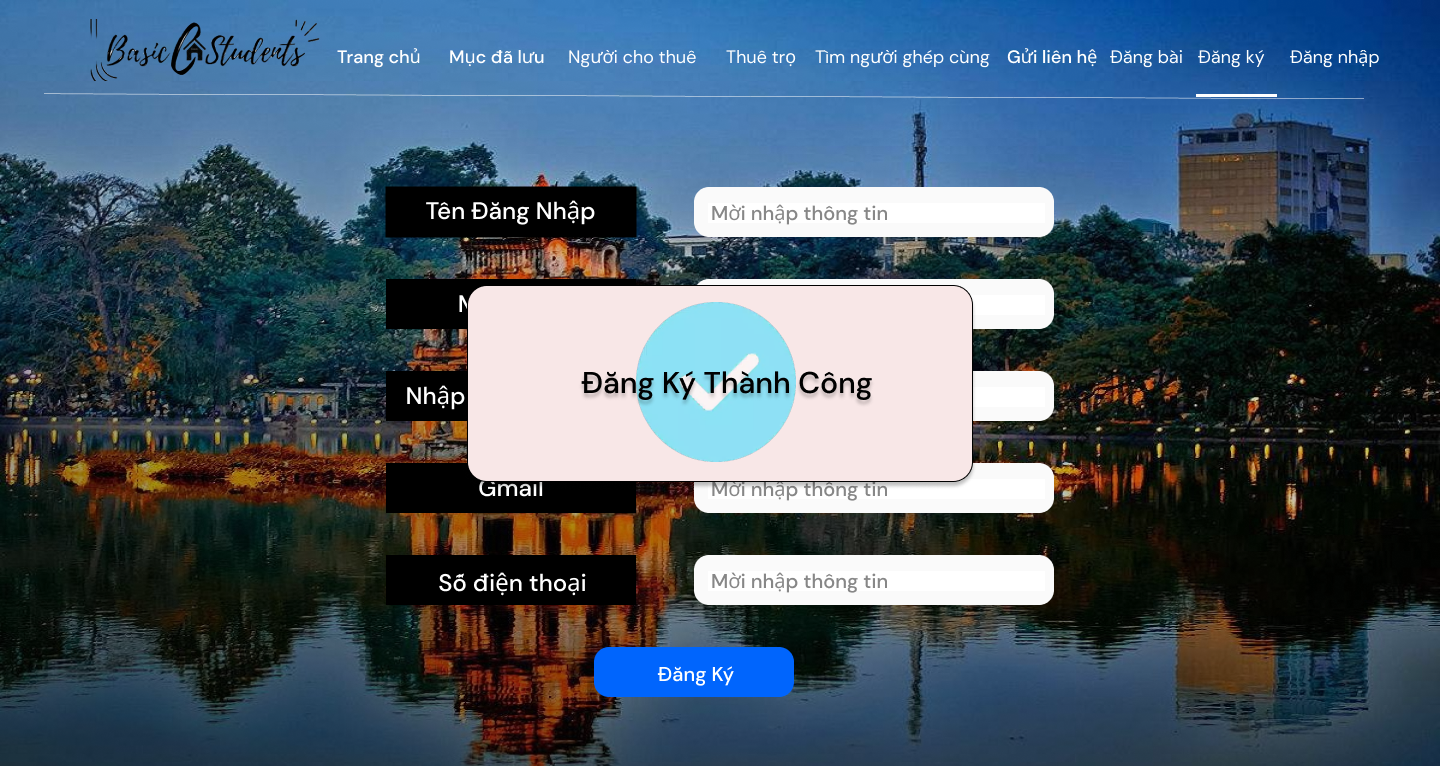 Basic Students
Trang chủ Mục đã lưu Người cho thuê Thuê trọ Tìm người ghép cùng Gửi liên hệ Đăng bài Đăng ký Đăng nhập
Tên Đăng Nhập Mời nhập thông tin
Đăng Ký Thành Công
Nhập
Gmail Mời nhập thông tin
Số điện thoại Mời nhập thông tin
Đăng Ký